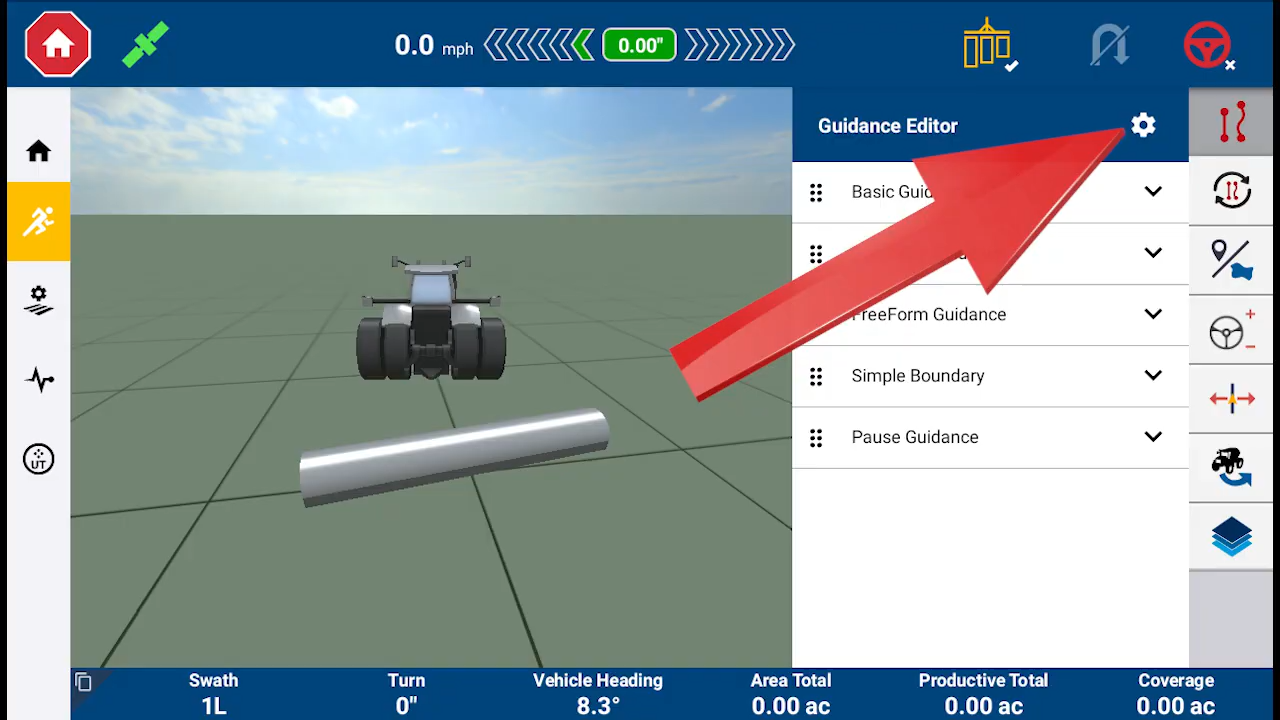 0.0 mph
0.00"
Guidance Editor
Basic Guid
FreeForm Guidance
Simple Boundary
Pause Guidance
UT
Swath
1L
Turn
0"
Vehicle Heading
8.3°
Area Total
0.00 ac
Productive Total
0.00 ac
Coverage
0.00 ac